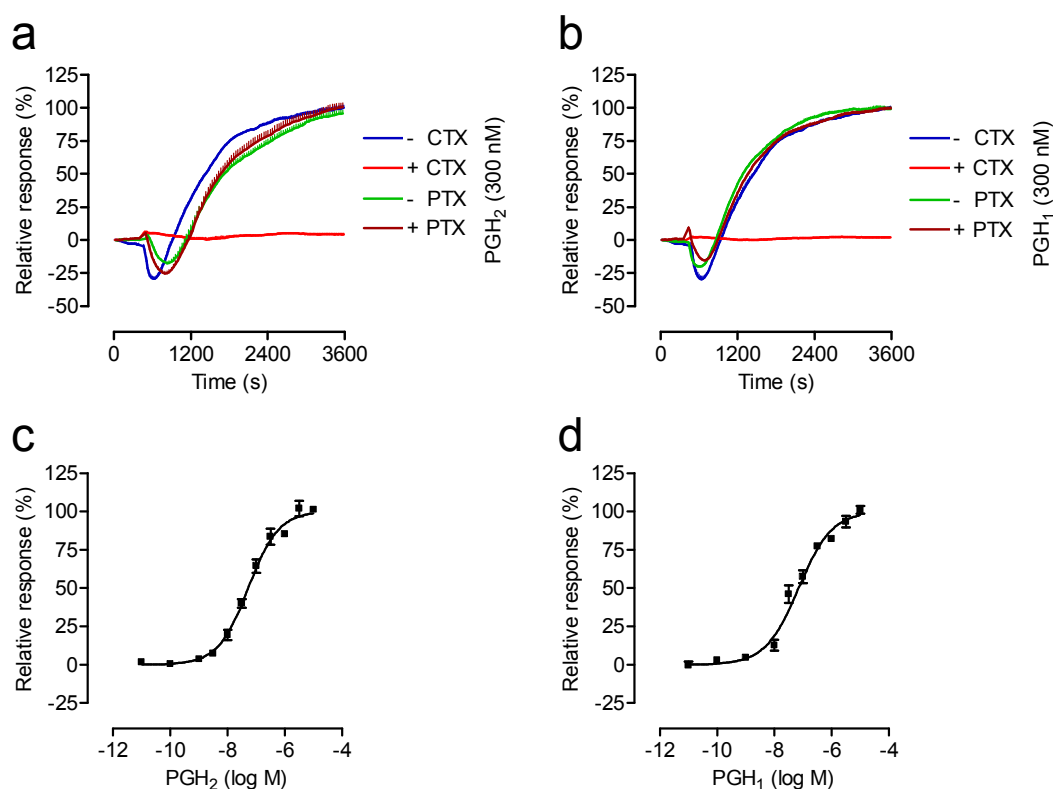 a
125
100
75
50
25
0
-25
-50
Relative response (%)
0 1200 2400 3600
Time (s)
PGH2 (300 nM)
- CTX
+ CTX
- PTX
+ PTX
b
125
100
75
50
25
0
-25
-50
Relative response (%)
0 1200 2400 3600
Time (s)
PGH1 (300 nM)
- CTX
+ CTX
- PTX
+ PTX
c
125
100
75
50
25
0
-25
Relative response (%)
-12 -10 -8 -6 -4
PGH2 (log M)
d
125
100
75
50
25
0
-25
Relative response (%)
-12 -10 -8 -6 -4
PGH1 (log M)